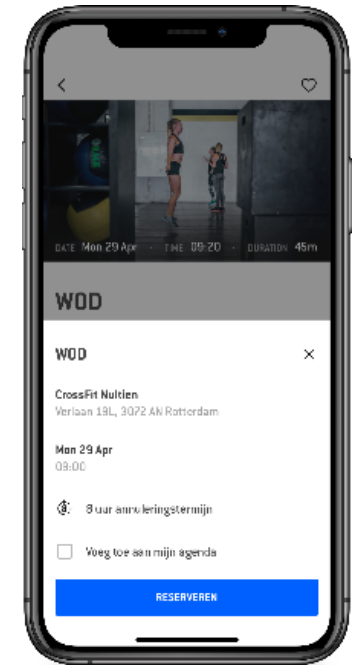 DATE Mon 29 Apr · TIME 09:20 · DURATION 45m
WOD
WOD
CrossFit Nultien
Verlaan 19L, 3072 AN Rotterdam
Mon 29 Apr
09:00
8 uur annuleringstermijn
Voeg toe aan mijn agenda
RESERVEREN